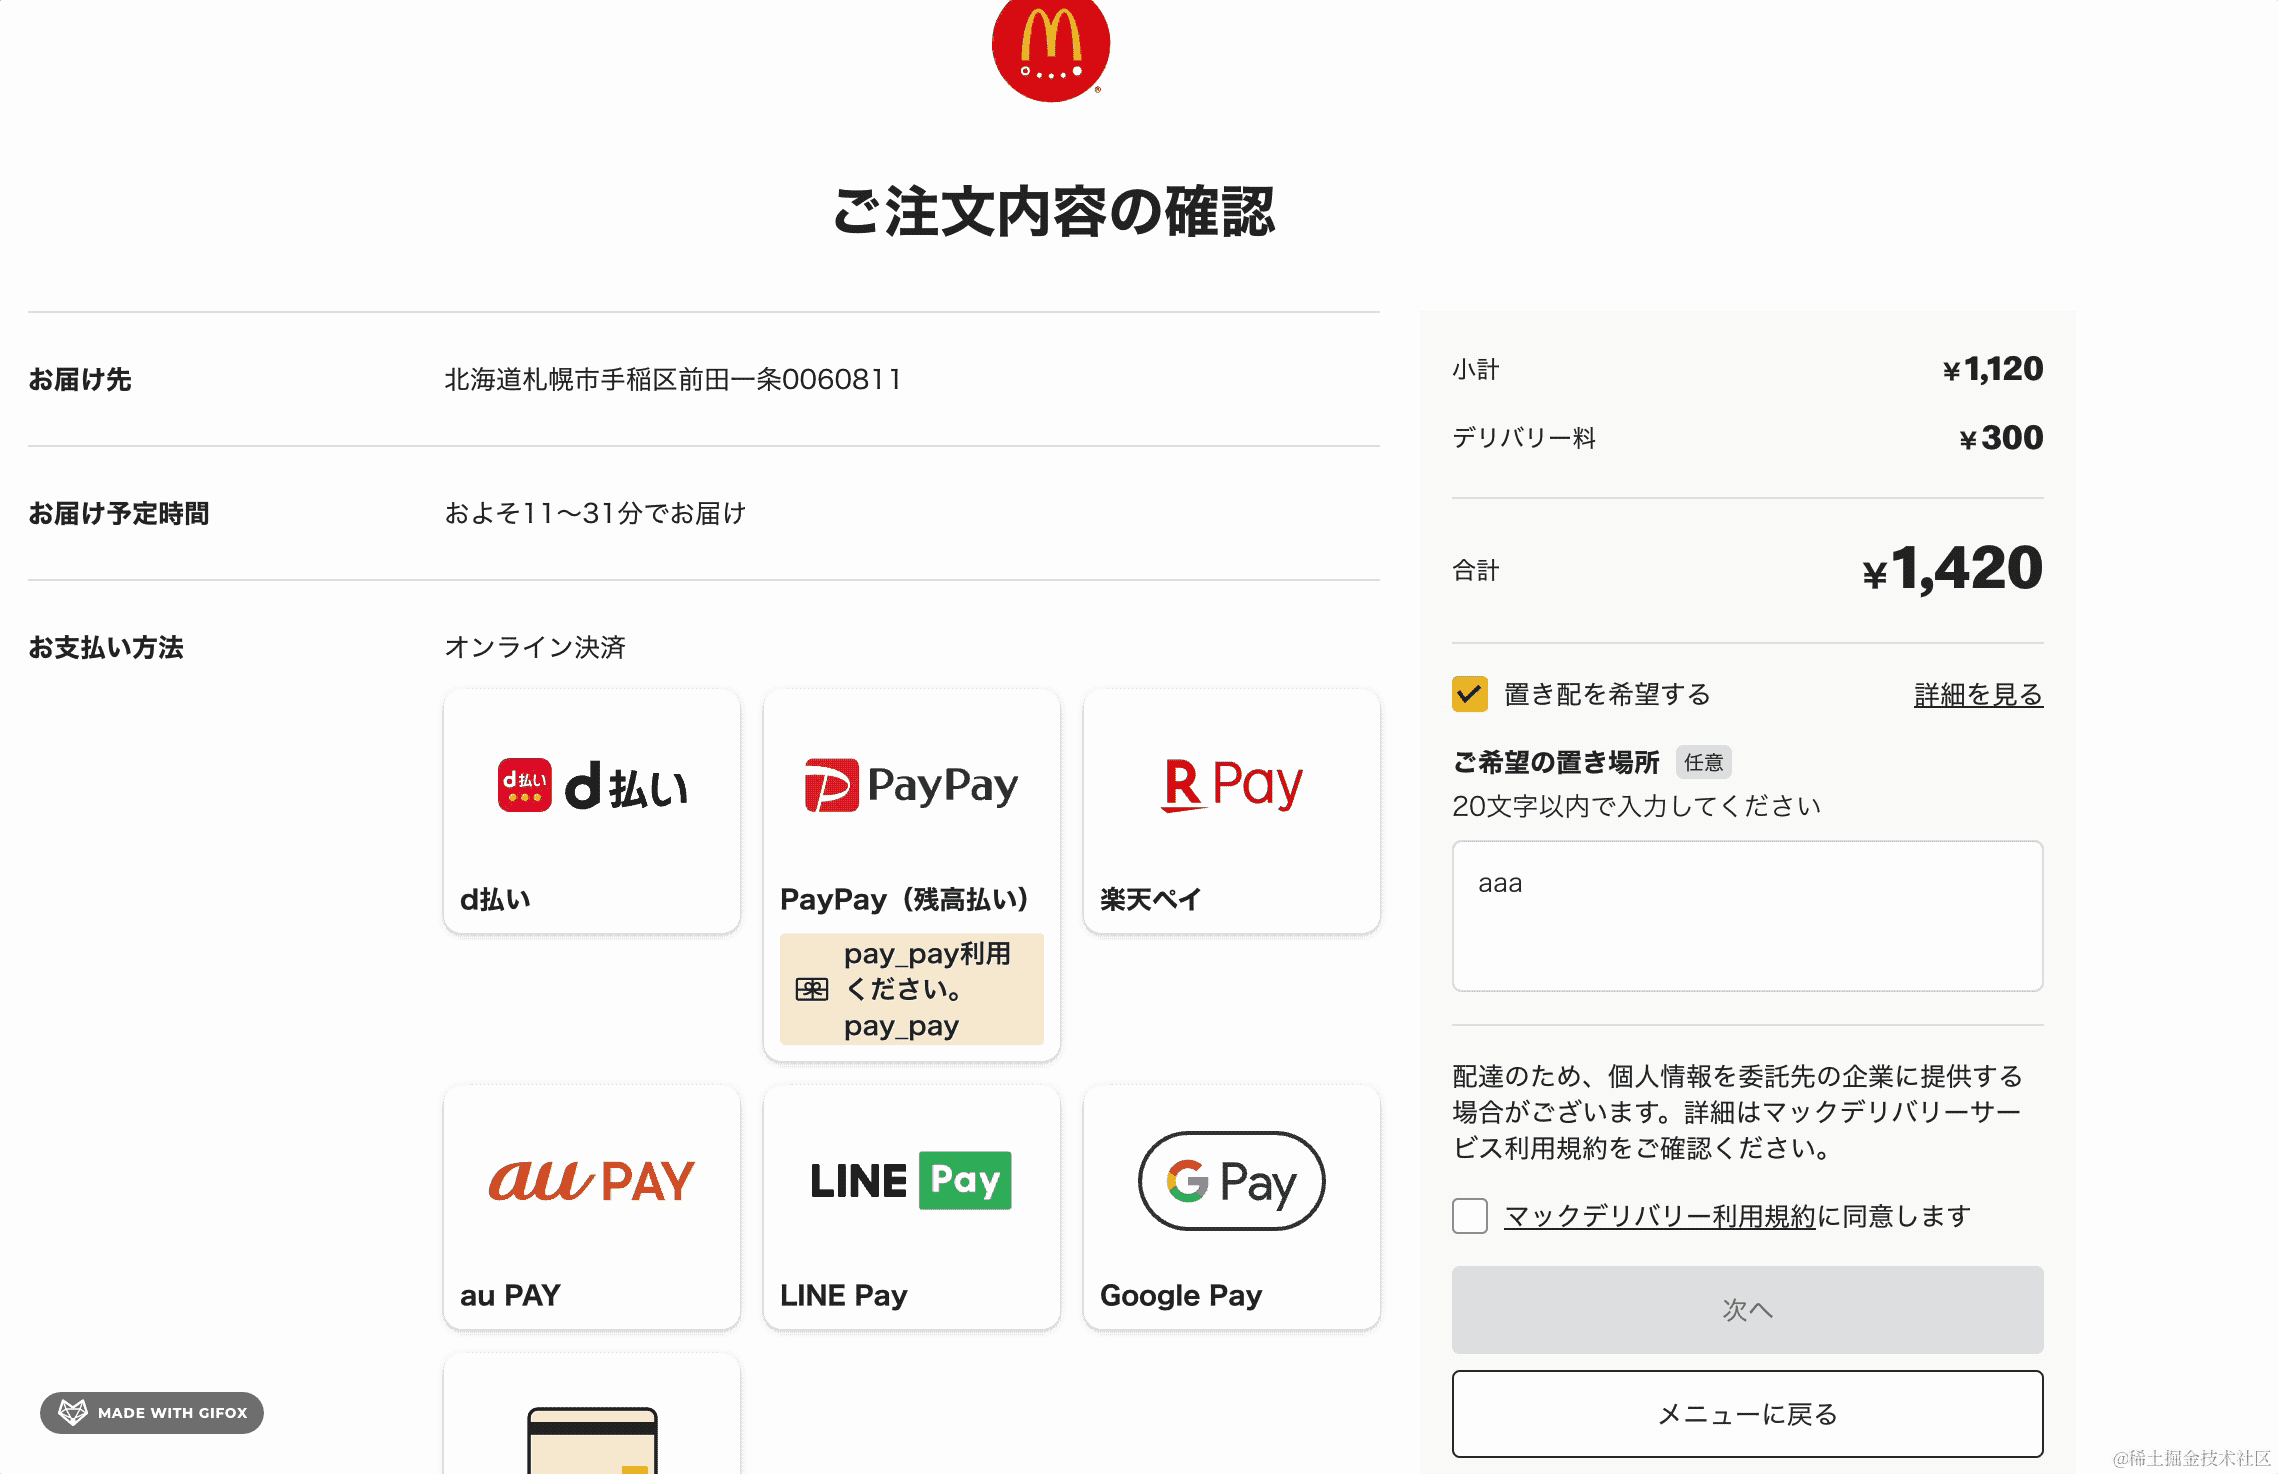 ご注文内容の確認
お届け先
北海道札幌市手稲区前田一条0060811
お届け予定時間
およそ11〜31分でお届け
お支払い方法
オンライン決済
d払い d払い
PayPay
R Pay
d払い
PayPay（残高払い）
楽天ペイ
pay_pay利用
ください。
pay_pay
au PAY
LINE Pay
G Pay
au PAY
LINE Pay
Google Pay
小計
¥1,120
デリバリー料
¥300
合計
¥1,420
置き配を希望する
詳細を見る
ご希望の置き場所 任意
20文字以内で入力してください
aaa
配達のため、個人情報を委託先の企業に提供する
場合がございます。詳細はマックデリバリーサー
ビス利用規約をご確認ください。
マックデリバリー利用規約に同意します
次へ
メニューに戻る
MADE WITH GIFOX
@稀土掘金技术社区